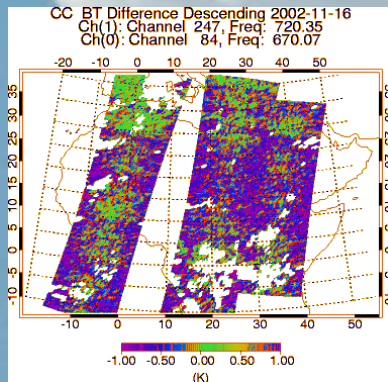 CC BT Difference Descending 2002-11-16
Ch(1): Channel 247, Freq: 720.35
Ch(0): Channel 84, Freq: 670.07
-20 -10 0 10 20 30 40 50
35
30
25
20
15
10
5
0
-5
-10
-10 0 10 20 30 40 50
-1.00 -0.50 0.00 0.50 1.00
(K)